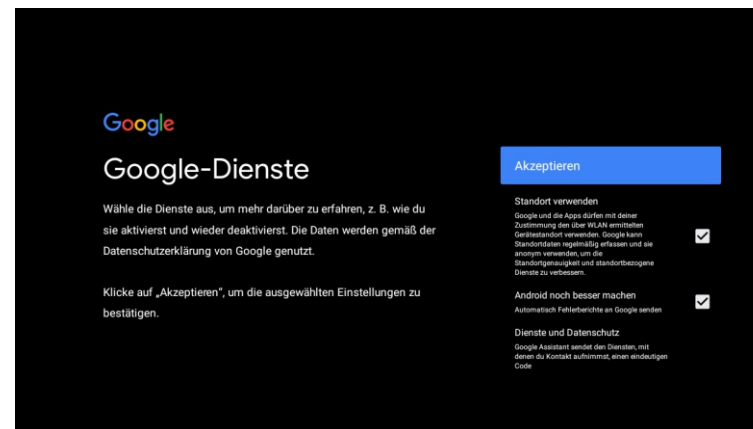 Google
Google-Dienste
Wähle die Dienste aus, um mehr darüber zu erfahren, z. B. wie du
sie aktivierst und wieder deaktivierst. Die Daten werden gemäß der
Datenschutzerklärung von Google genutzt.
Klicke auf „Akzeptieren“, um die ausgewählten Einstellungen zu
bestätigen.
Akzeptieren
Standort verwenden
Google und die Apps dürfen mit deiner
Zustimmung den über WLAN ermittelten
Gerätestandort verwenden. Google kann
Standortdaten regelmäßig erfassen und sie
anonym verwenden, um die
Standortgenauigkeit und standortbezogene
Dienste zu verbessern.
Android noch besser machen
Automatisch Fehlerberichte an Google senden
Dienste und Datenschutz
Google Assistant sendet den Diensten, mit
denen du Kontakt aufnimmst, einen eindeutigen
Code